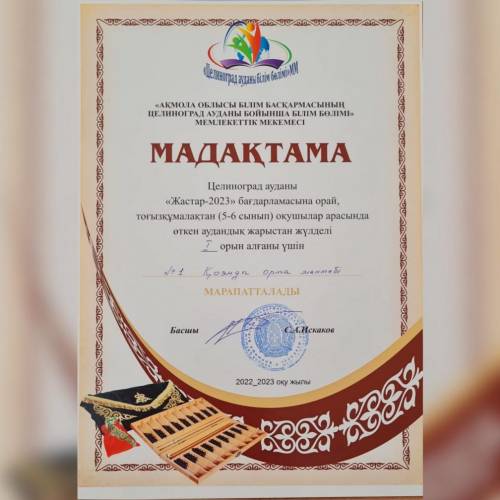 «Целиноград ауданы білім бөлімі»ММ
«АҚМОЛА ОБЛЫСЫ БІЛІМ БАСҚАРМАСЫНЫҢ
ЦЕЛИНОГРАД АУДАНЫ БОЙЫНША БІЛІМ БӨЛІМІ»
МЕМЛЕКЕТТІК МЕКЕМЕСІ
МАДАҚТАМА
Целиноград ауданы
«Жастар-2023» бағдарламасына орай,
тоғызқұмалақтан (5-6 сынып) оқушылар арасында
өткен аудандық жарыстан жүлделі
I орын алғаны үшін
№1 Қоянды орта мектебі
МАРАПАТТАЛАДЫ
Басшы С.А.Искаков
2022_2023 оқу жылы